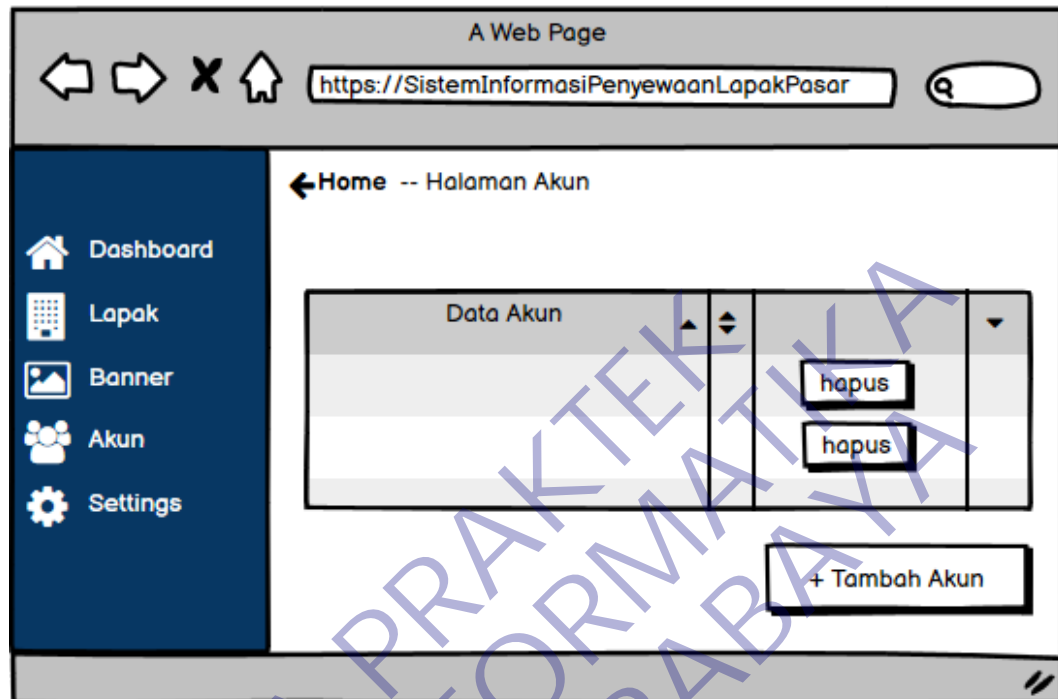 A Web Page
https://SistemInformasiPenyewaanLapakPasar
Home -- Halaman Akun
Dashboard
Lapak
Banner
Akun
Settings
Data Akun
hapus
hapus
+ Tambah Akun
PRAKTEK
FORMATIKA
RABAYA